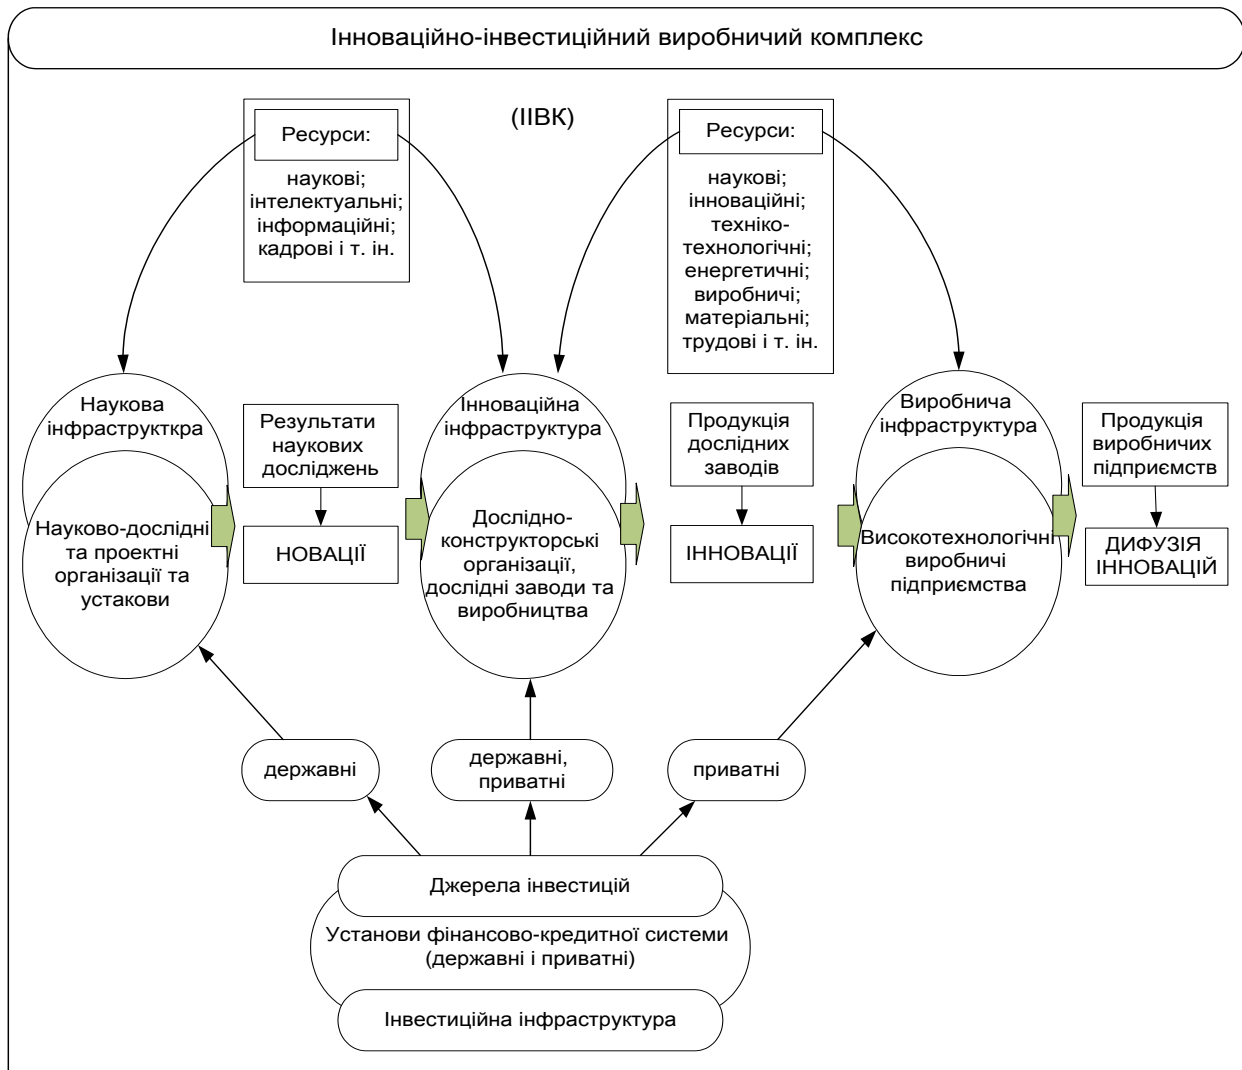 Інноваційно-інвестиційний виробничий комплекс
(ІІВК)
Ресурси:
наукові;
інтелектуальні;
інформаційні;
кадрові і т. ін.
Ресурси:
наукові;
інноваційні;
техніко-
технологічні;
енергетичні;
виробничі;
матеріальні;
трудові і т. ін.
Наукова
інфраструкткра
Науково-дослідні
та проектні
організації та
устакови
Результати
наукових
досліджень
НОВАЦІЇ
Інноваційна
інфраструктура
Дослідно-
конструкторські
організації,
дослідні заводи та
виробництва
Продукція
дослідних
заводів
ІННОВАЦІЇ
Виробнича
інфраструктура
Високотехнологічні
виробничі
підприємства
Продукція
виробничих
підприємств
ДИФУЗІЯ
ІННОВАЦІЙ
державні
державні,
приватні
приватні
Джерела інвестицій
Установи фінансово-кредитної системи
(державні і приватні)
Інвестиційна інфраструктура